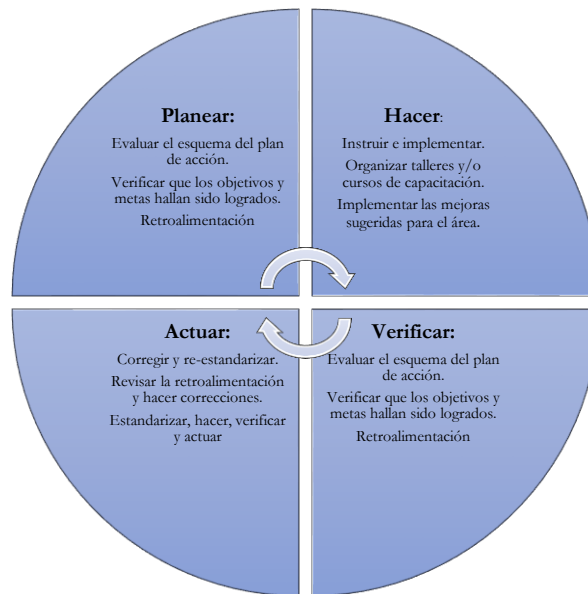 Planear:
Evaluar el esquema del plan
de acción.
Verificar que los objetivos y
metas hallan sido logrados.
Retroalimentación
Hacer:
Instruir e implementar.
Organizar talleres y/o
cursos de capacitación.
Implementar las mejoras
sugeridas para el área.
Actuar:
Corregir y re-estandarizar.
Revisar la retroalimentación
y hacer correcciones.
Estandarizar, hacer, verificar
y actuar
Verificar:
Evaluar el esquema del plan
de acción.
Verificar que los objetivos y
metas hallan sido logrados.
Retroalimentación